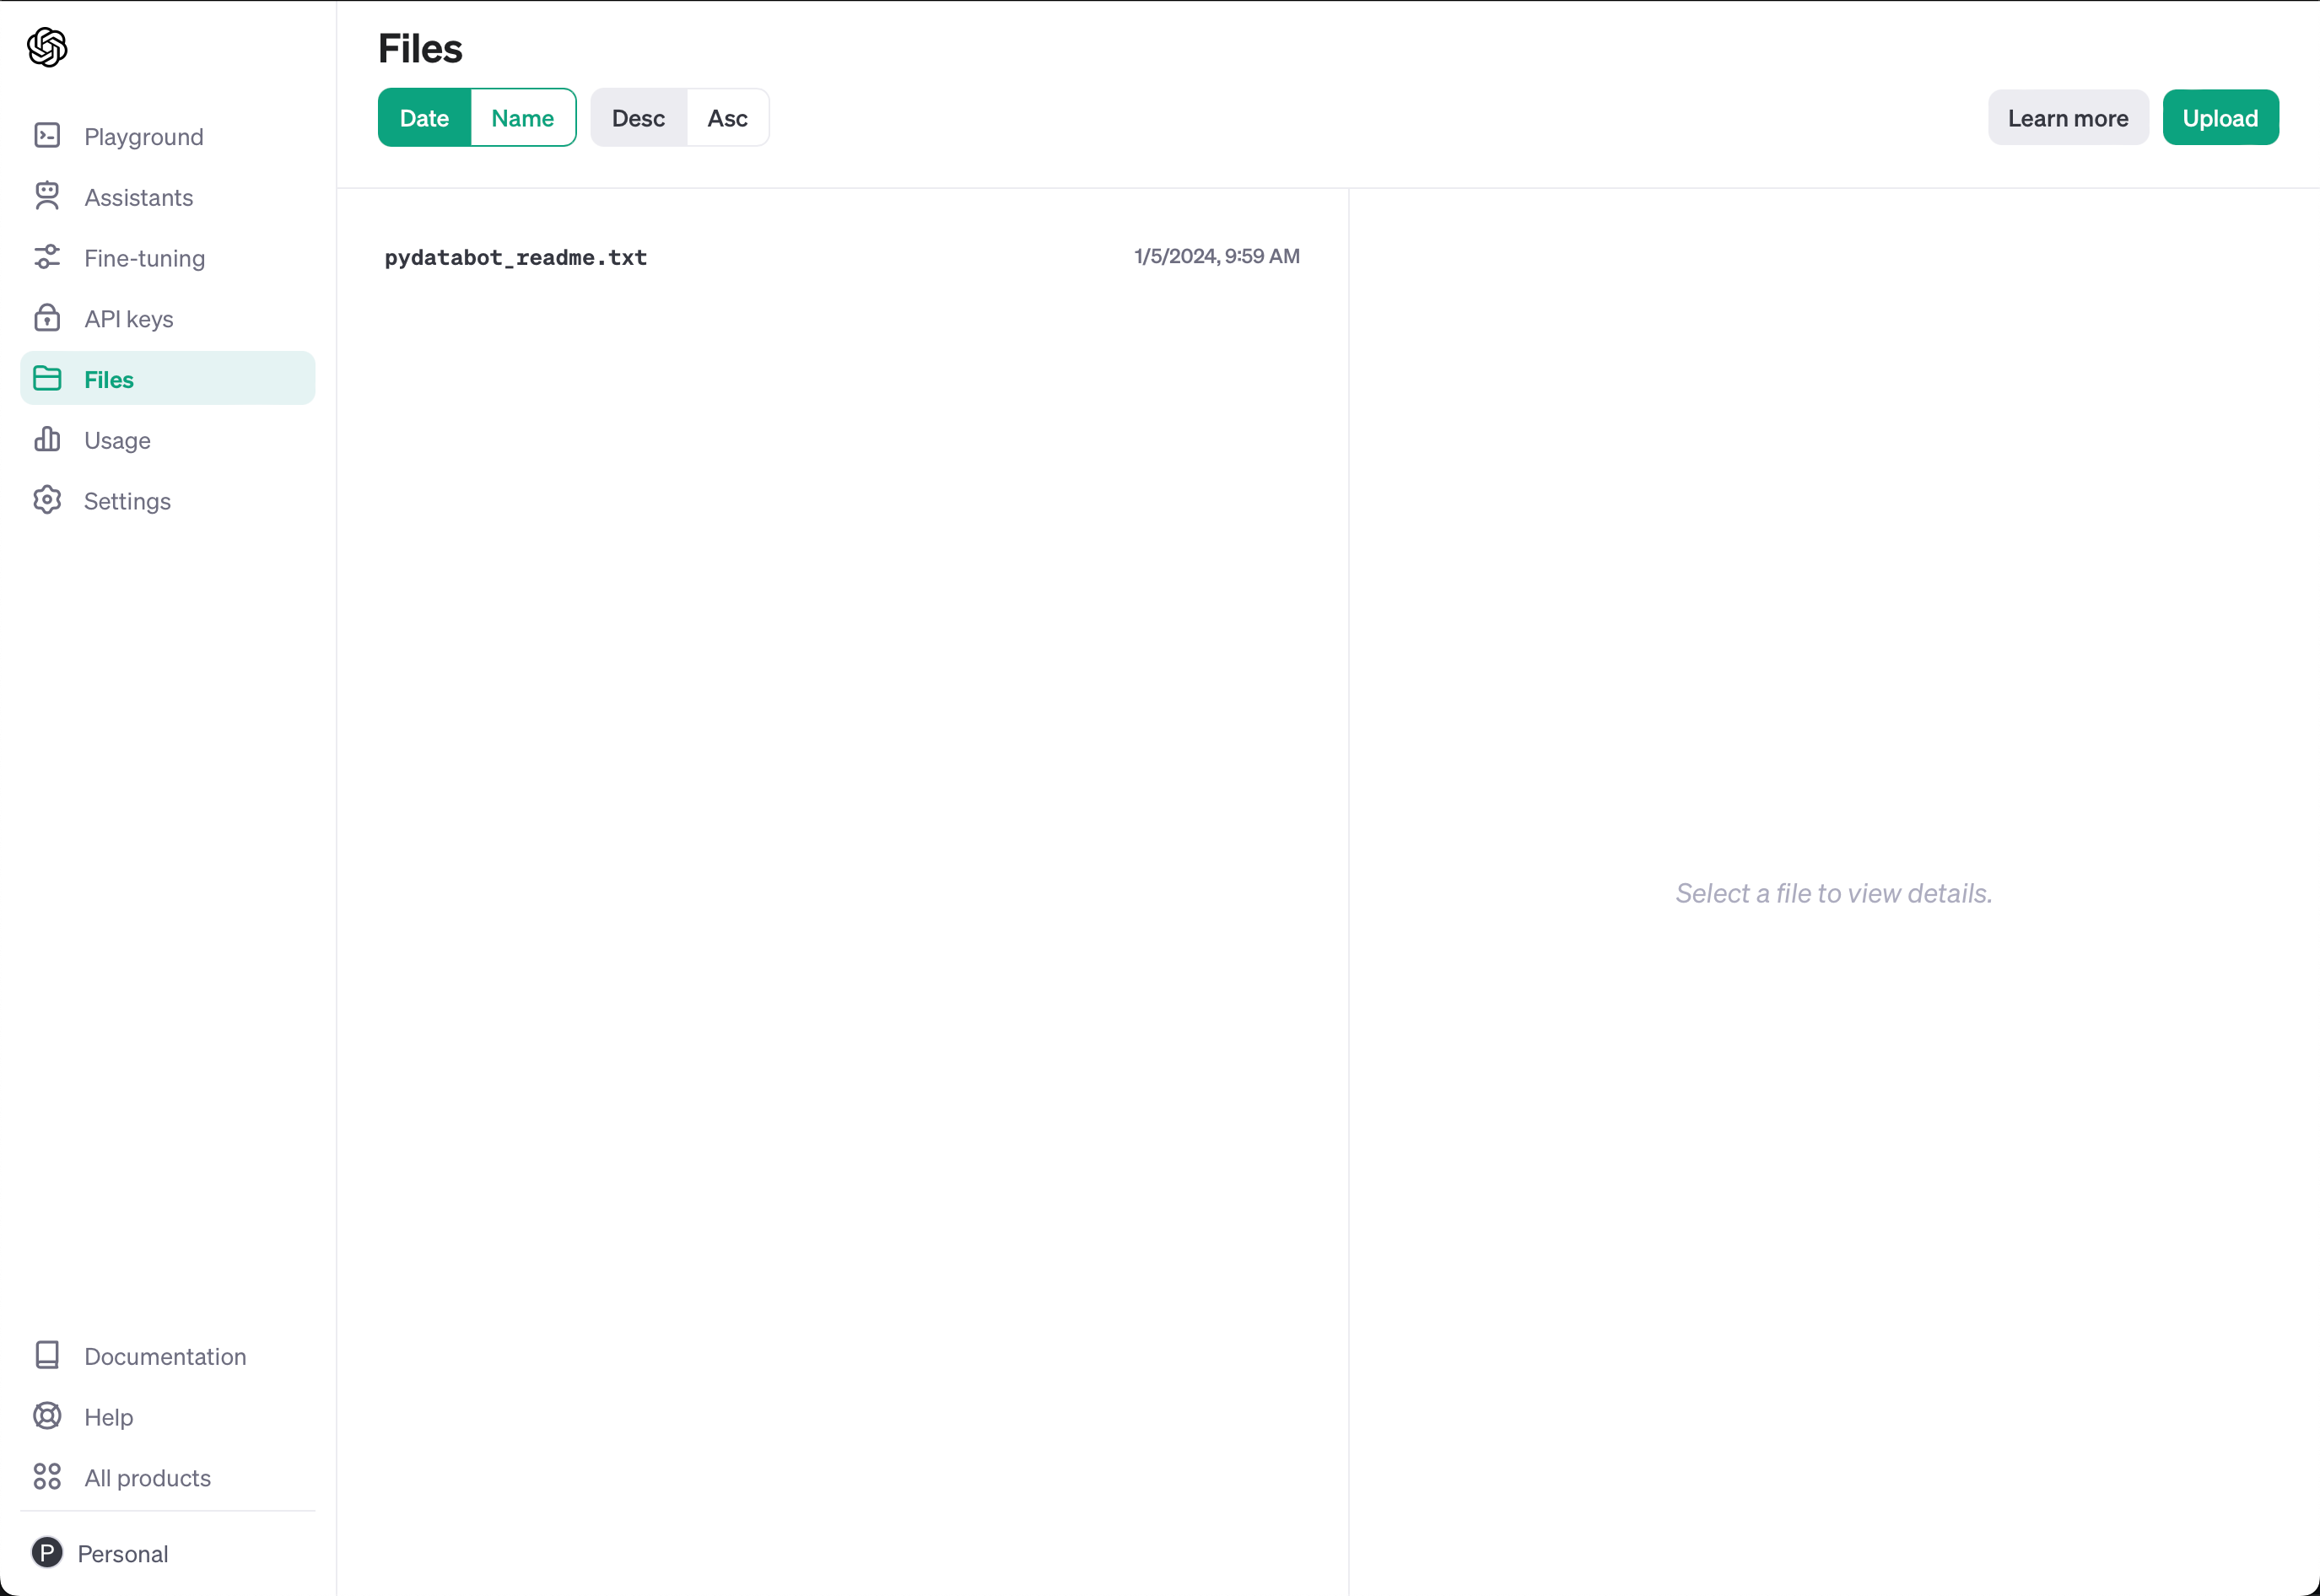 Files
Date Name Desc Asc Learn more Upload
Playground
Assistants
Fine-tuning
API keys
Files
Usage
Settings
pydatabot_readme.txt 1/5/2024, 9:59 AM
Select a file to view details.
Documentation
Help
All products
P Personal